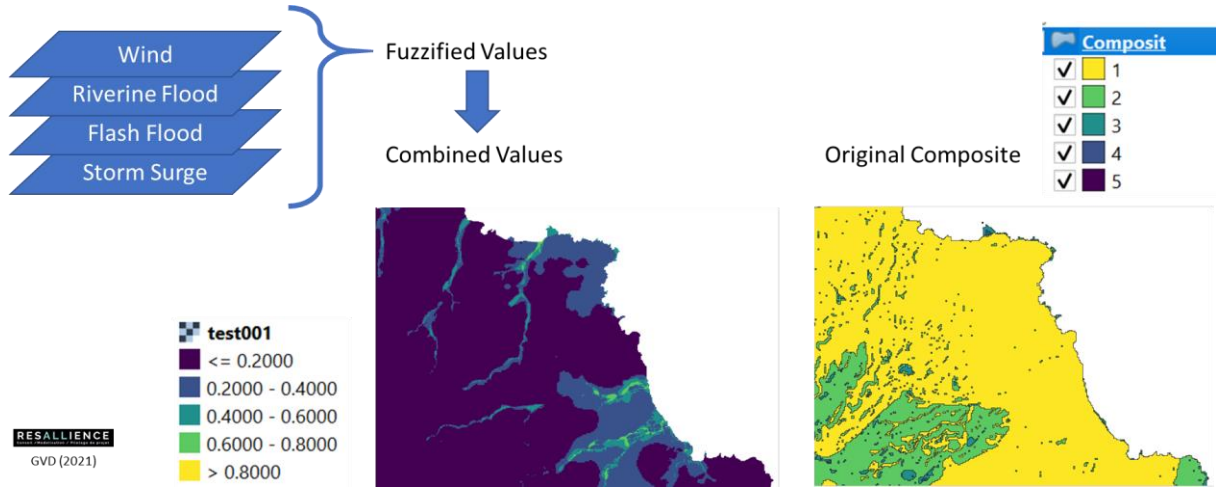 Wind
Riverine Flood
Flash Flood
Storm Surge
Fuzzified Values
Combined Values
Original Composite
Composit
1
2
3
4
5
test001
<= 0.2000
0.2000 - 0.4000
0.4000 - 0.6000
0.6000 - 0.8000
> 0.8000
RESALLIENCE
GVD (2021)